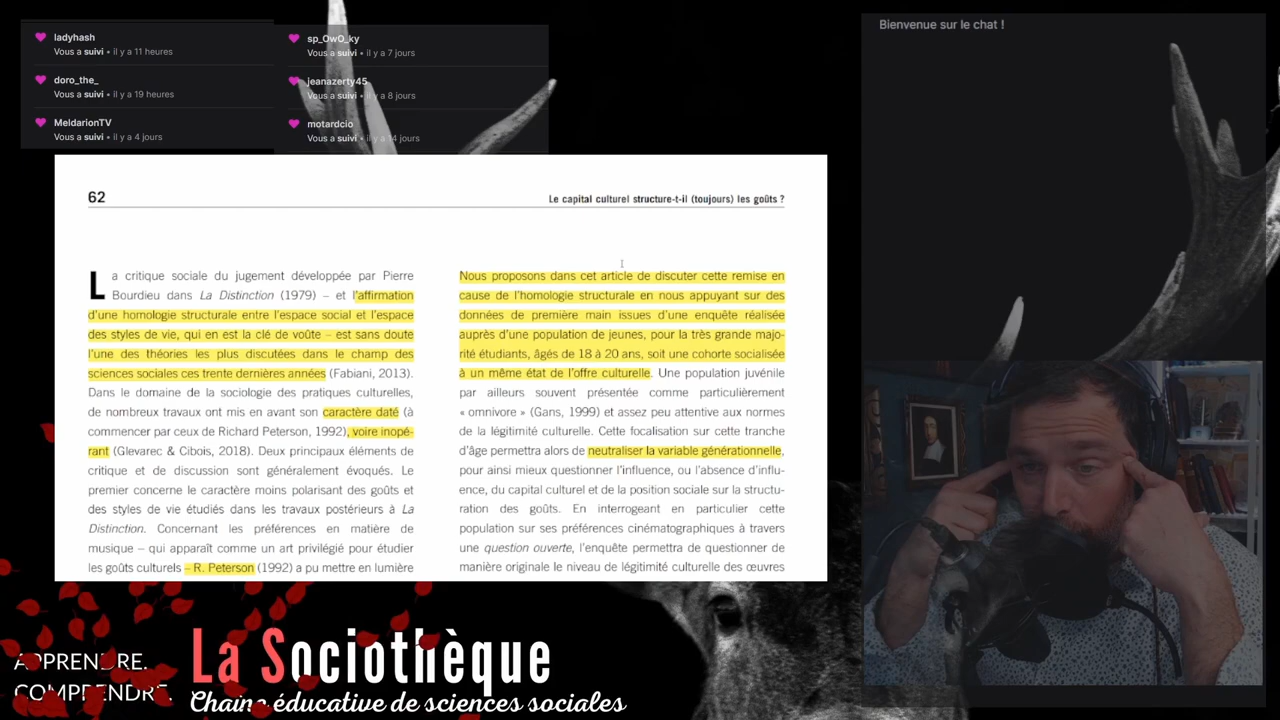 ladyhash
Vous a suivi • il y a 11 heures
doro_the_
Vous a suivi • il y a 19 heures
MeldarionTV
Vous a suivi • il y a 4 jours
sp_OwO_ky
Vous a suivi • il y a 7 jours
jeanazerty45
Vous a suivi • il y a 8 jours
motardcio
Vous a suivi • il y a 14 jours
Bienvenue sur le chat !
62
Le capital culturel structure-t-il (toujours) les goûts ?
La critique sociale du jugement développée par Pierre
Bourdieu dans La Distinction (1979) – et l'affirmation
d'une homologie structurale entre l'espace social et l'espace
des styles de vie, qui en est la clé de voûte – est sans doute
l'une des théories les plus discutées dans le champ des
sciences sociales ces trente dernières années (Fabiani, 2013).
Dans le domaine de la sociologie des pratiques culturelles,
de nombreux travaux ont mis en avant son caractère daté (à
commencer par ceux de Richard Peterson, 1992), voire inopé-
rant (Glevarec & Cibois, 2018). Deux principaux éléments de
critique et de discussion sont généralement évoqués. Le
premier concerne le caractère moins polarisant des goûts et
des styles de vie étudiés dans les travaux postérieurs à La
Distinction. Concernant les préférences en matière de
musique – qui apparaît comme un art privilégié pour étudier
les goûts culturels – R. Peterson (1992) a pu mettre en lumière
Nous proposons dans cet article de discuter cette remise en
cause de l'homologie structurale en nous appuyant sur des
données de première main issues d'une enquête réalisée
auprès d'une population de jeunes, pour la très grande majo-
rité étudiants, âgés de 18 à 20 ans, soit une cohorte socialisée
à un même état de l'offre culturelle. Une population juvénile
par ailleurs souvent présentée comme particulièrement
« omnivore » (Gans, 1999) et assez peu attentive aux normes
de la légitimité culturelle. Cette focalisation sur cette tranche
d'âge permettra alors de neutraliser la variable générationnelle,
pour ainsi mieux questionner l'influence, ou l'absence d'influ-
ence, du capital culturel et de la position sociale sur la structu-
ration des goûts. En interrogeant en particulier cette
population sur ses préférences cinématographiques à travers
une question ouverte, l'enquête permettra de questionner de
manière originale le niveau de légitimité culturelle des œuvres
APPRENDRE.
COMPRENDRE.
La Sociothèque
Chaine éducative de sciences sociales